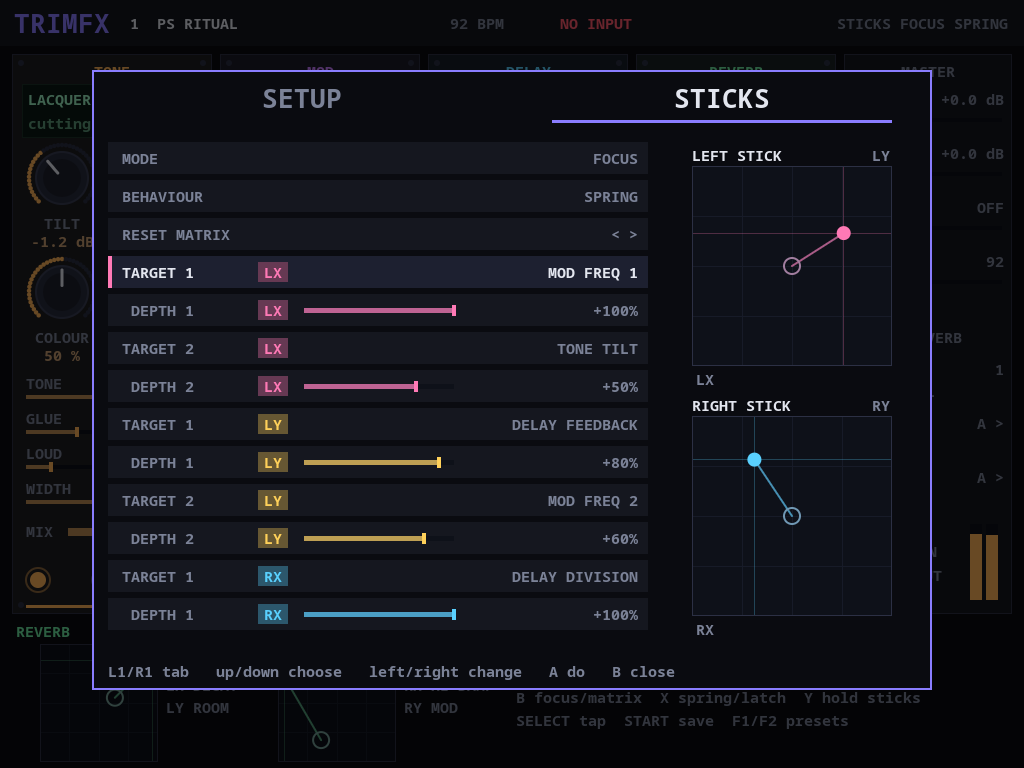 TRIMFX 1 PS RITUAL 92 BPM NO INPUT STICKS FOCUS SPRING
SETUP STICKS
MODE FOCUS
BEHAVIOUR SPRING
RESET MATRIX < >
TARGET 1 LX MOD FREQ 1
DEPTH 1 LX +100%
TARGET 2 LX TONE TILT
DEPTH 2 LX +50%
TARGET 1 LY DELAY FEEDBACK
DEPTH 1 LY +80%
TARGET 2 LY MOD FREQ 2
DEPTH 2 LY +60%
TARGET 1 RX DELAY DIVISION
DEPTH 1 RX +100%
LEFT STICK LY
LX
RIGHT STICK RY
RX
L1/R1 tab up/down choose left/right change A do B close
LACQUER
cutting
TILT
-1.2 dB
COLOUR
50 %
TONE
GLUE
LOUD
WIDTH
MIX
+0.0 dB
+0.0 dB
OFF
92
1
A >
A >
REVERB
LY ROOM
RY MOD
B focus/matrix X spring/latch Y hold sticks
SELECT tap START save F1/F2 presets